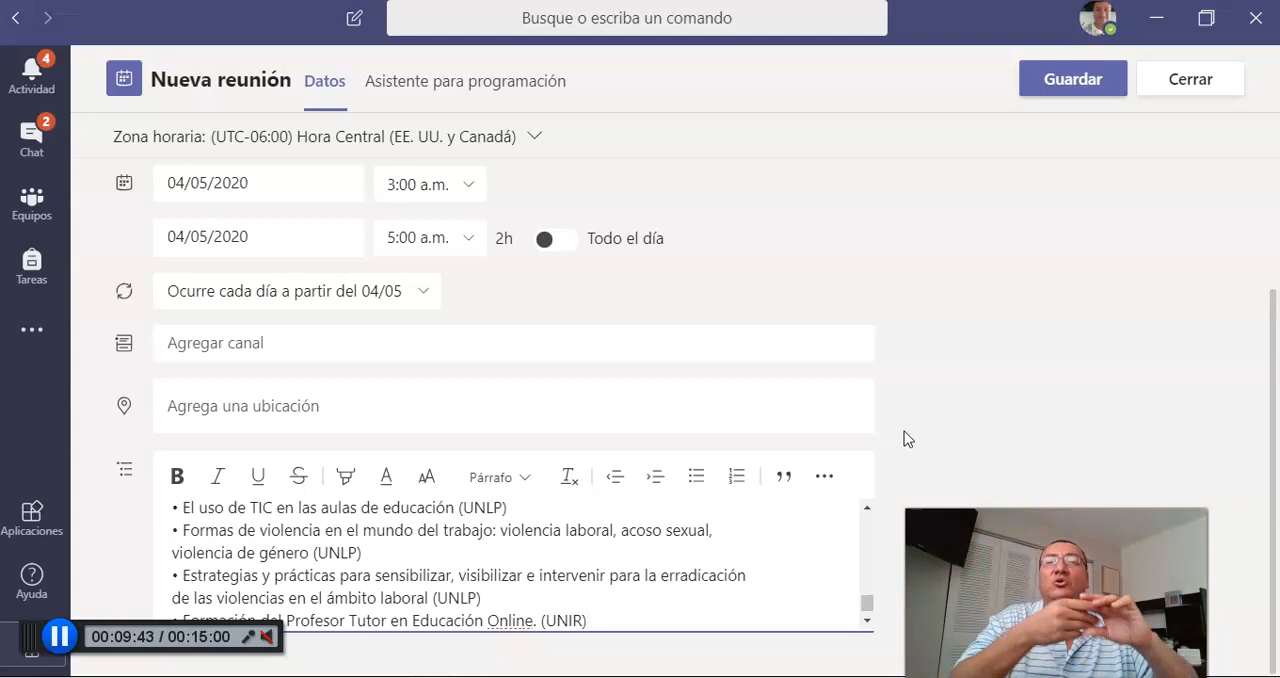 Busque o escriba un comando
4
Actividad
2
Chat
Equipos
Tareas
Aplicaciones
Ayuda
Nueva reunión Datos Asistente para programación Guardar Cerrar
Zona horaria: (UTC-06:00) Hora Central (EE. UU. y Canadá)
04/05/2020 3:00 a.m.
04/05/2020 5:00 a.m. 2h Todo el día
Ocurre cada día a partir del 04/05
Agregar canal
Agrega una ubicación
B I U S A AA Párrafo
• El uso de TIC en las aulas de educación (UNLP)
• Formas de violencia en el mundo del trabajo: violencia laboral, acoso sexual,
violencia de género (UNLP)
• Estrategias y prácticas para sensibilizar, visibilizar e intervenir para la erradicación
de las violencias en el ámbito laboral (UNLP)
• Formación del Profesor Tutor en Educación Online. (UNIR)
00:09:43 / 00:15:00